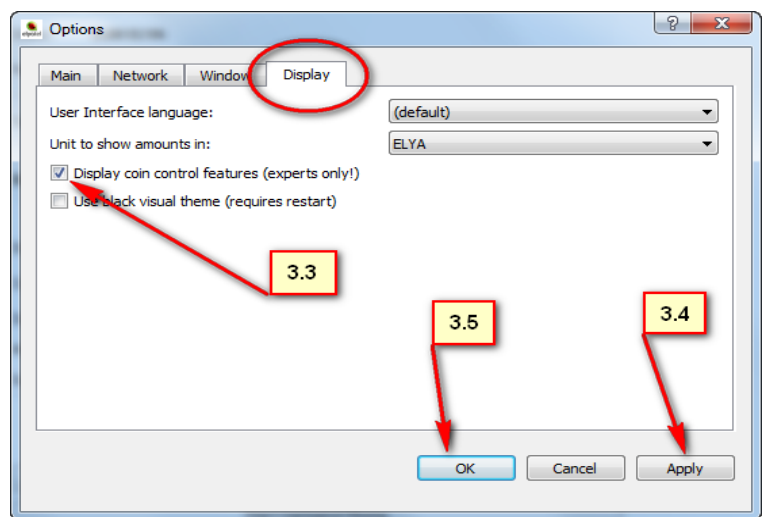 Options
Main Network Window Display
User Interface language: (default)
Unit to show amounts in: ELYA
Display coin control features (experts only!)
Use black visual theme (requires restart)
3.3
3.5
3.4
OK Cancel Apply